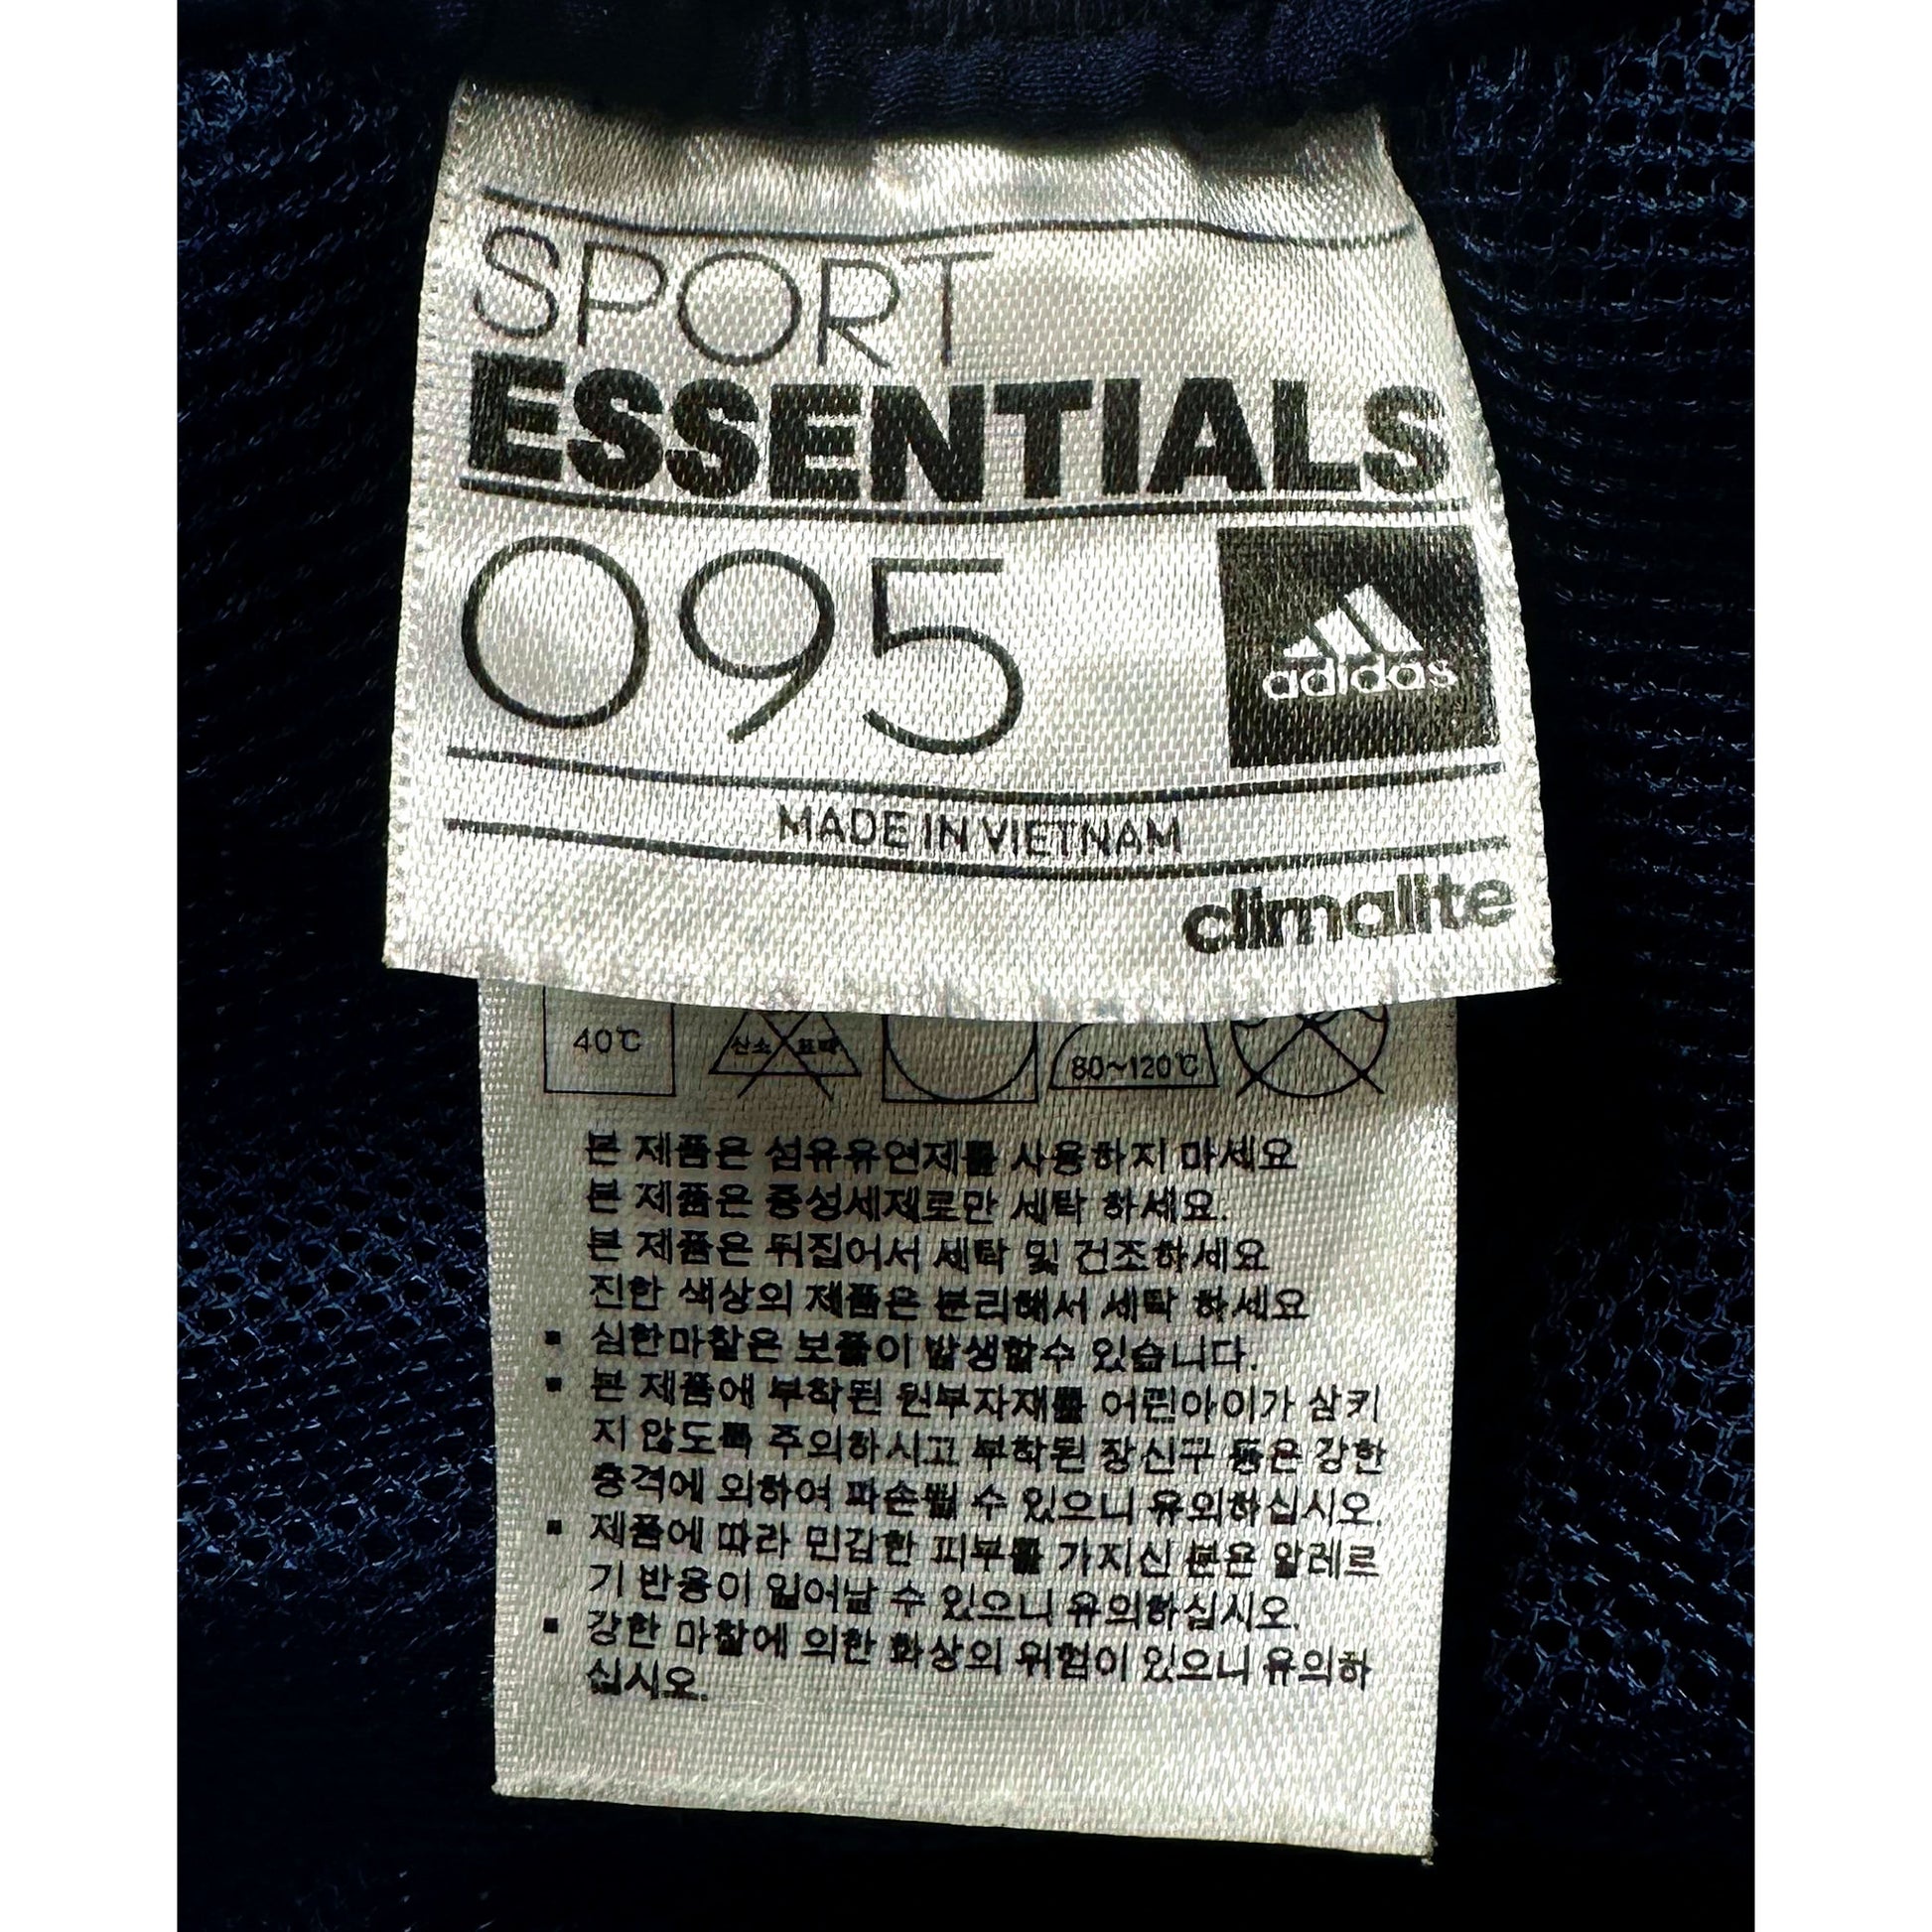 SPORT
ESSENTIALS
095
adidas
MADE IN VIETNAM
climalite
40℃
산소 표백
80~120℃
본 제품은 섬유유연제를 사용하지 마세요
본 제품은 중성세제로만 세탁 하세요.
본 제품은 뒤집어서 세탁 및 건조하세요
진한 색상의 제품은 분리해서 세탁 하세요
▪ 심한마찰은 보풀이 발생할수 있습니다.
▪ 본 제품에 부착된 원부자재를 어린아이가 삼키
지 않도록 주의하시고 부착된 장신구 등은 강한
충격에 의하여 파손될 수 있으니 유의하십시오.
▪ 제품에 따라 민감한 피부를 가지신 분은 알레르
기 반응이 일어날 수 있으니 유의하십시오.
▪ 강한 마찰에 의한 화상의 위험이 있으니 유의하
십시오.